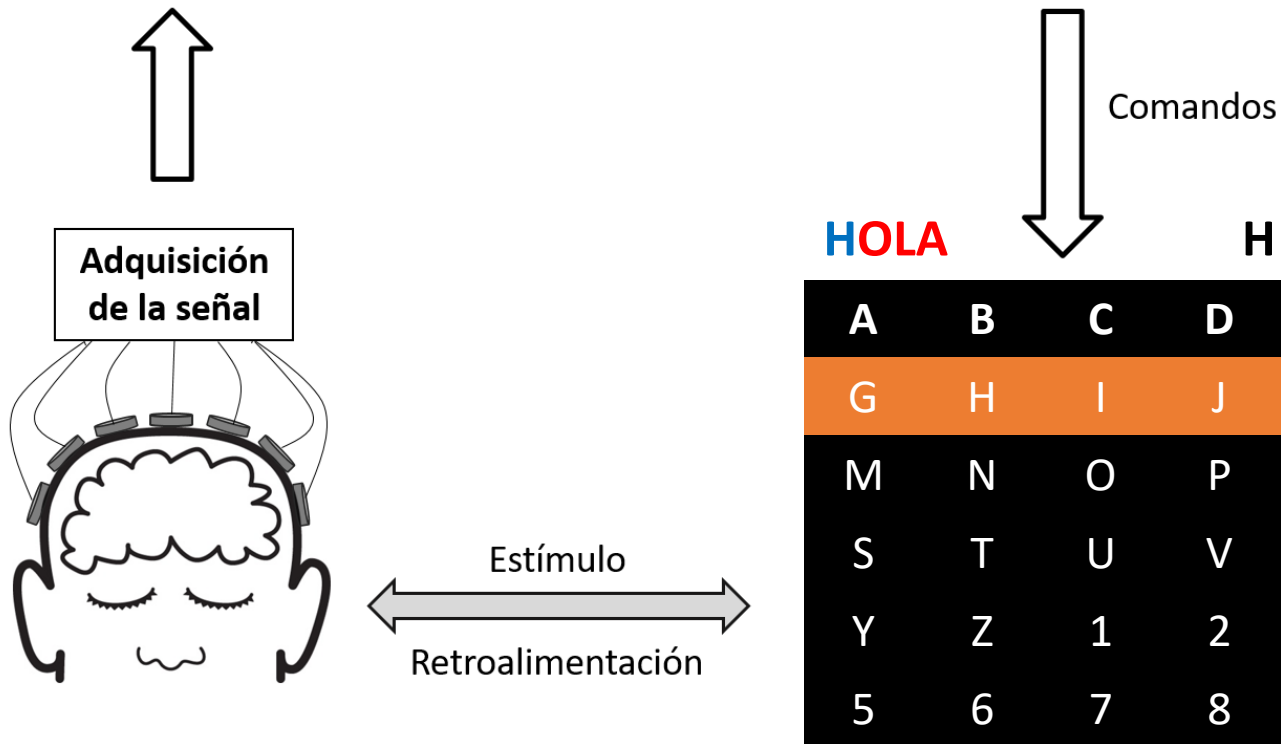 Comandos
HOLA H
Adquisición
de la señal
A B C D
G H I J
M N O P
S T U V
Y Z 1 2
5 6 7 8
Estímulo
Retroalimentación